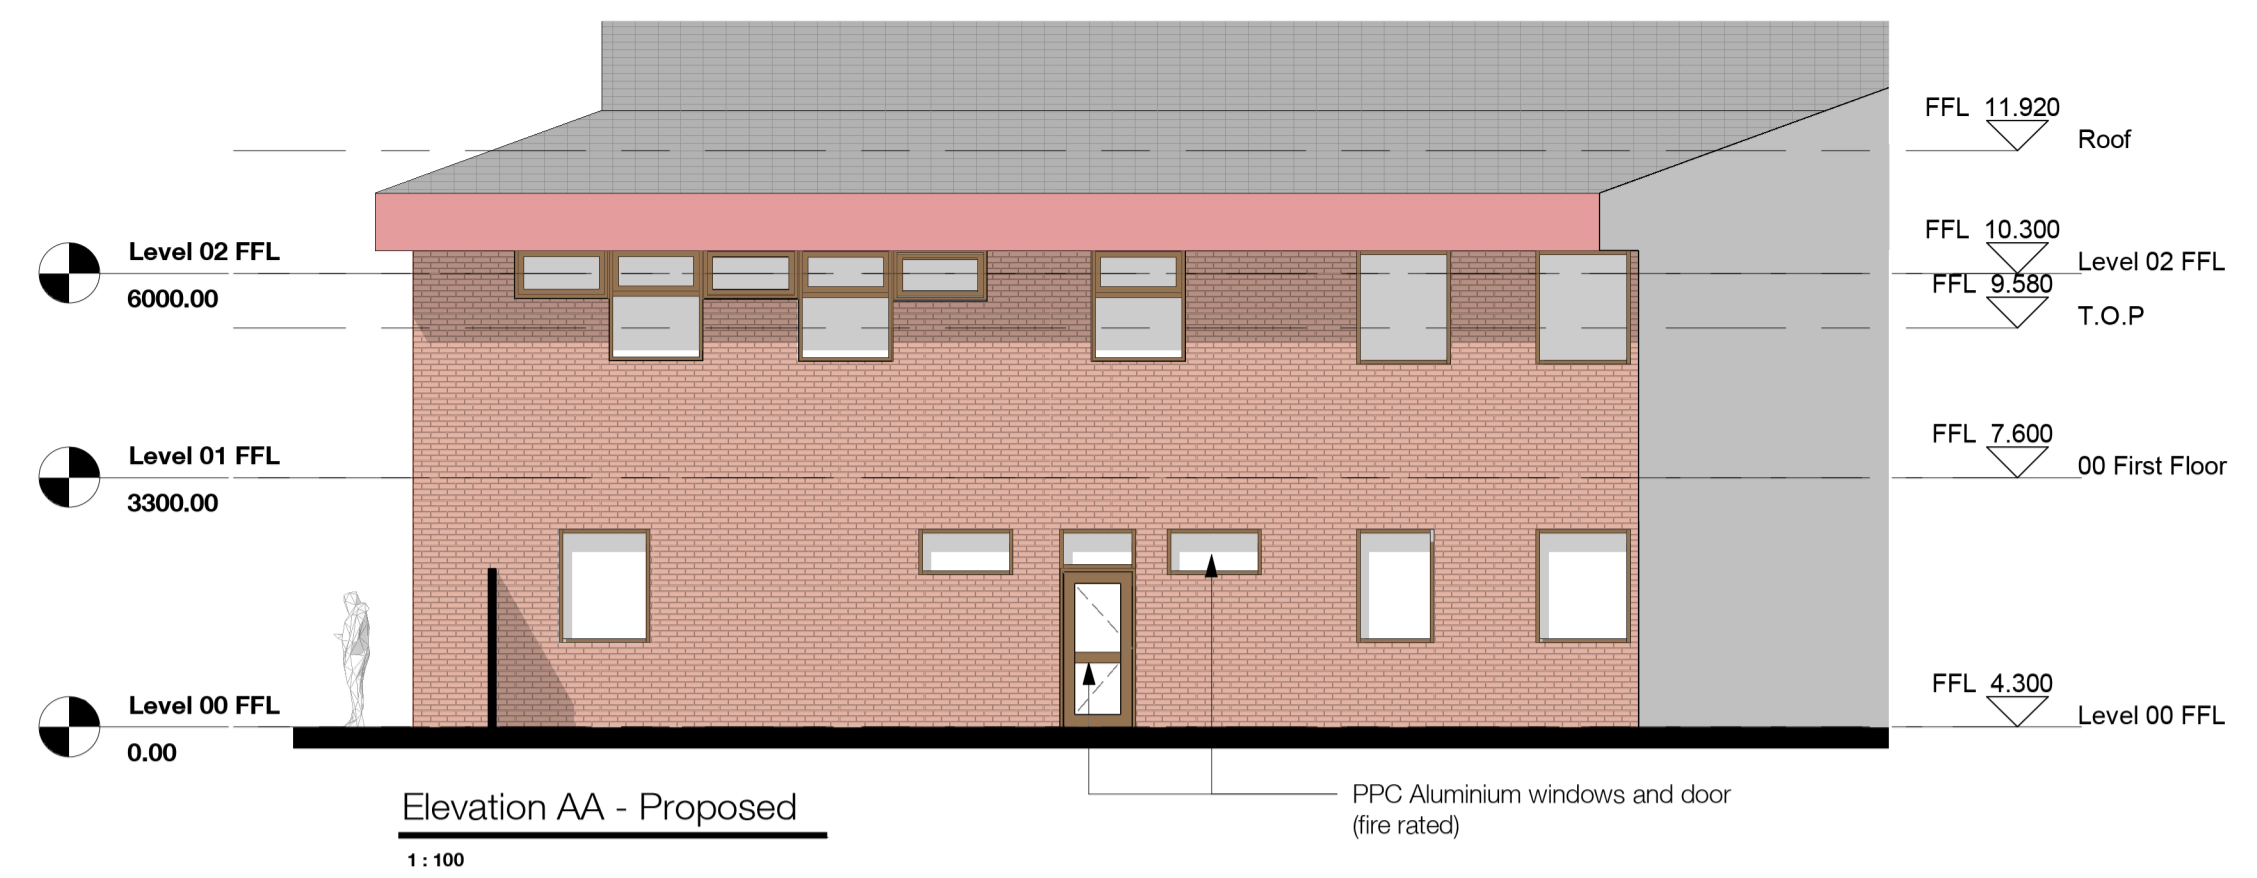 FFL 11.920
Roof
Level 02 FFL
6000.00
FFL 10.300
Level 02 FFL
FFL 9.580
T.O.P
Level 01 FFL
3300.00
FFL 7.600
00 First Floor
Level 00 FFL
0.00
FFL 4.300
Level 00 FFL
Elevation AA - Proposed
1 : 100
PPC Aluminium windows and door
(fire rated)